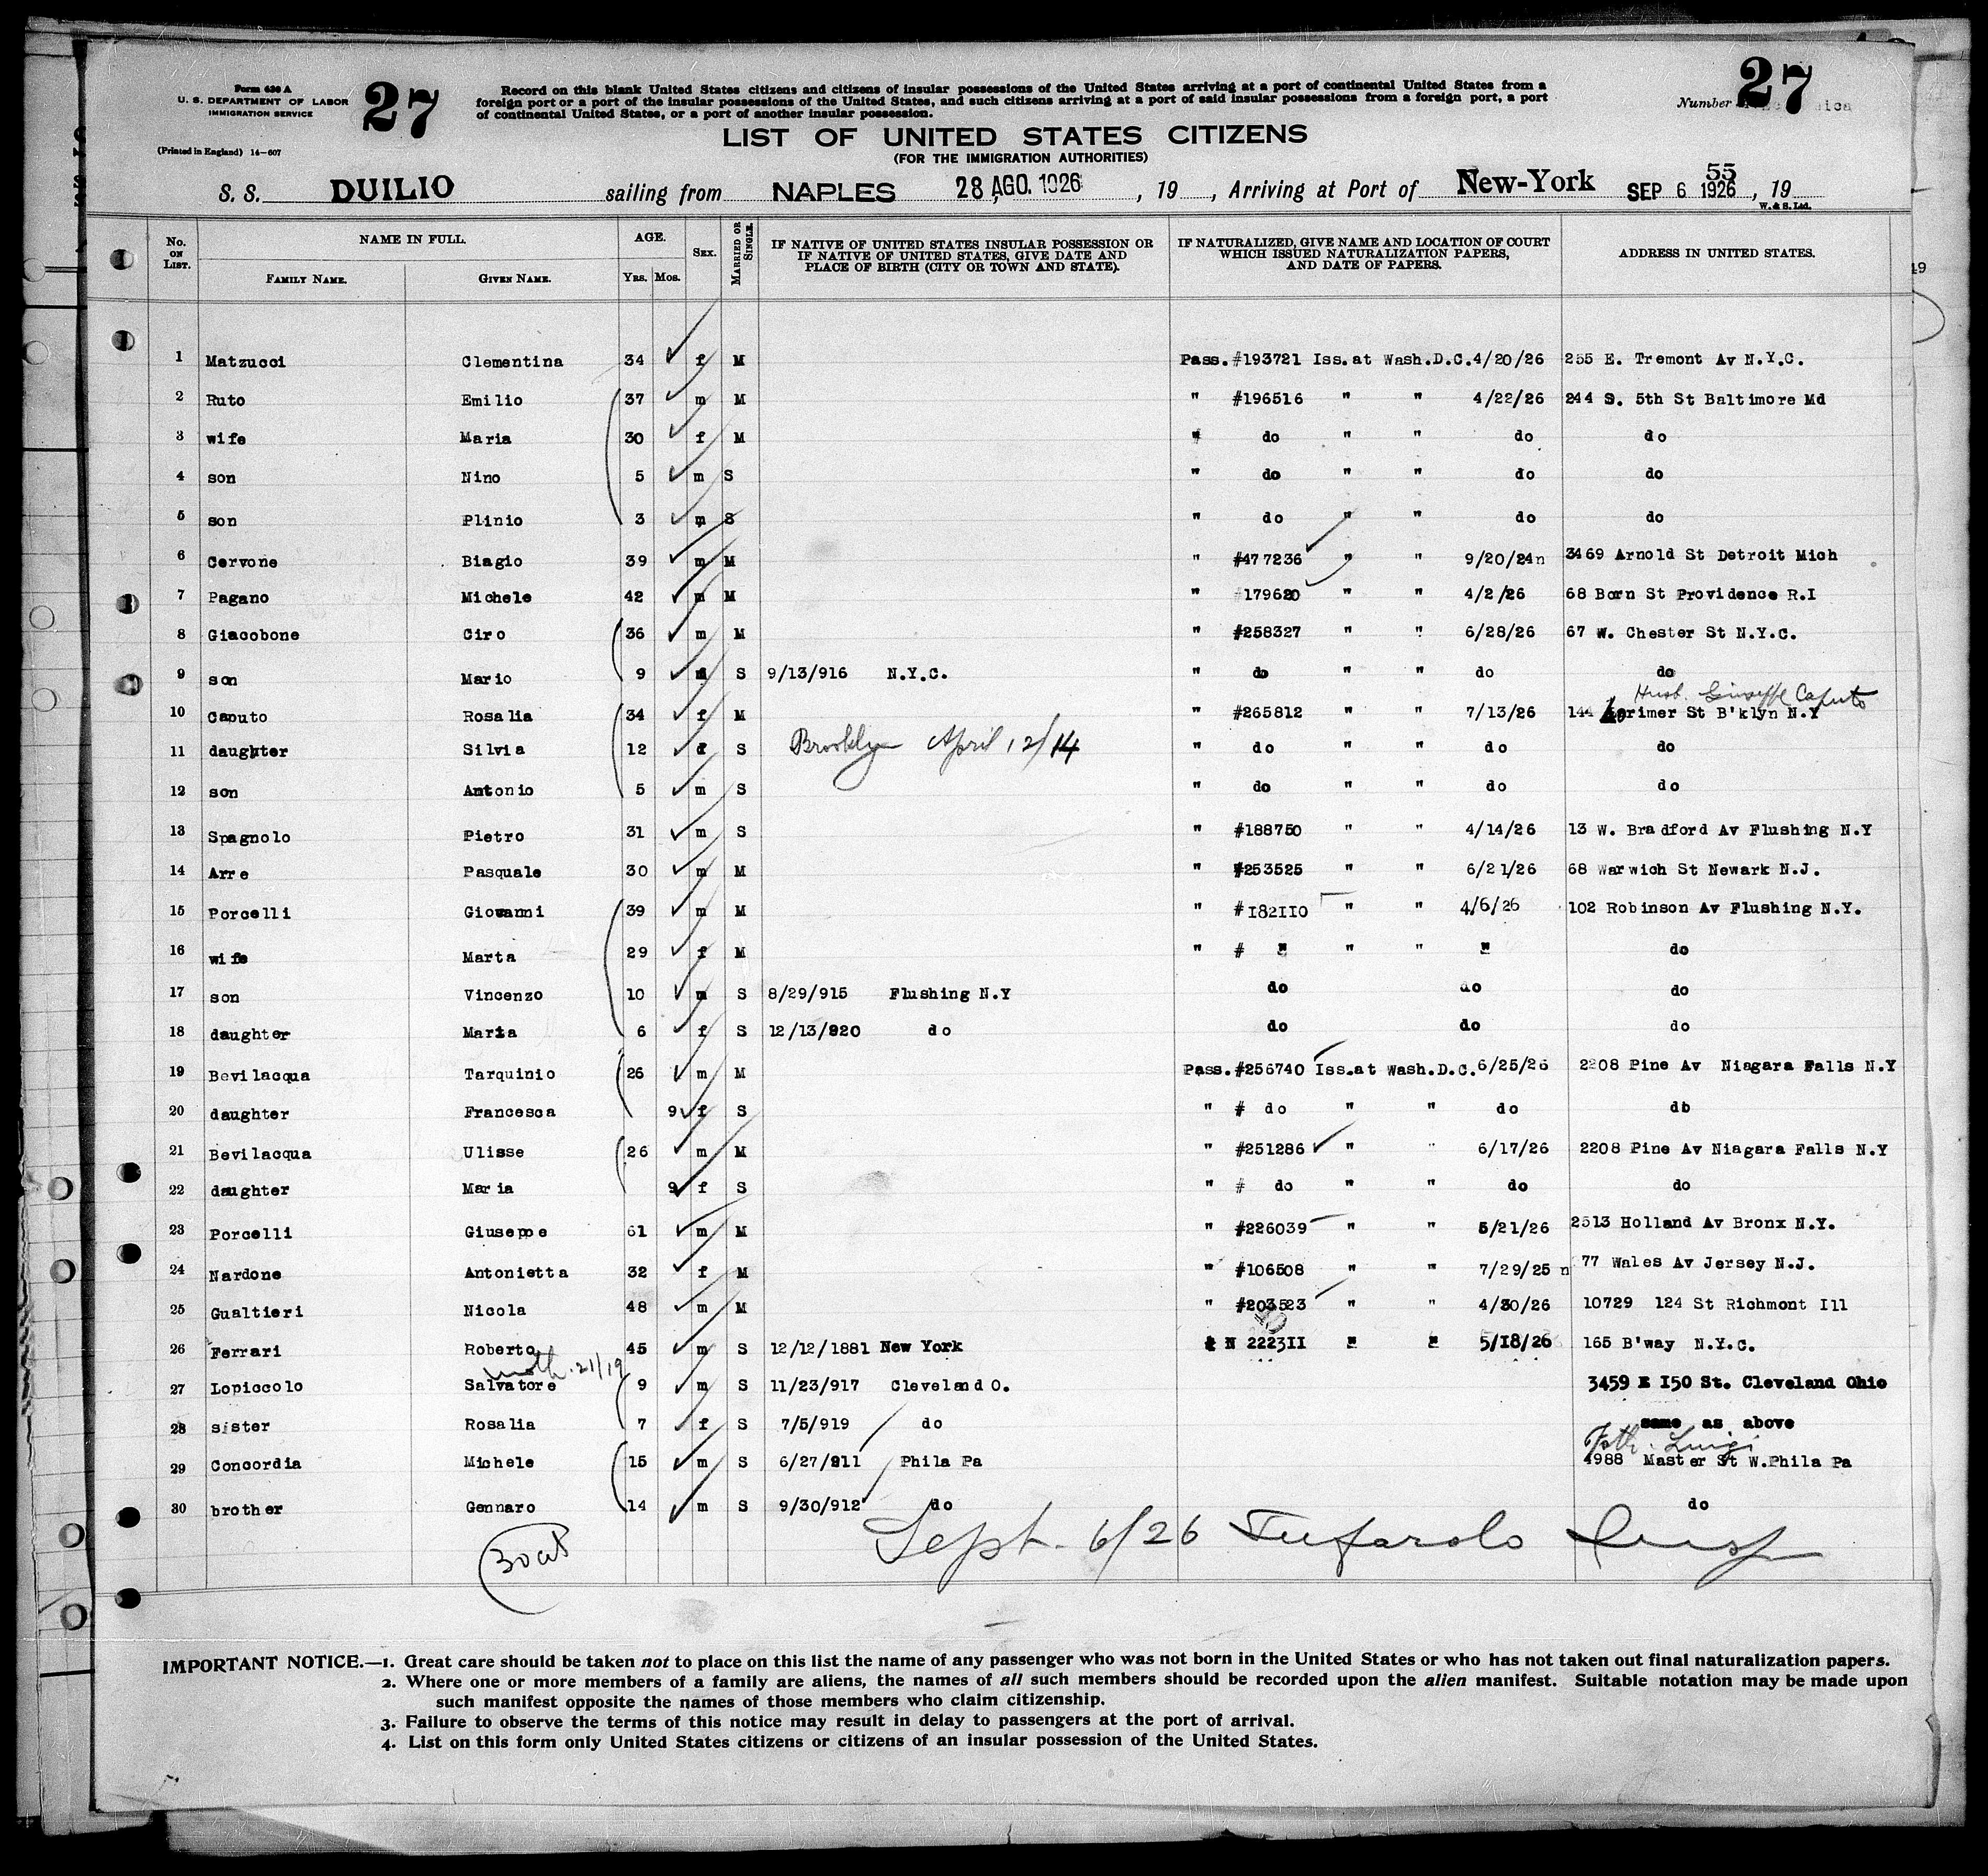 Form 630 A
U. S. DEPARTMENT OF LABOR
IMMIGRATION SERVICE
(Printed in England) 14-607
27
Record on this blank United States citizens and citizens of insular possessions of the United States arriving at a port of continental United States from a
foreign port or a port of the insular possessions of the United States, and such citizens arriving at a port of said insular possessions from a foreign port, a port
of continental United States, or a port of another insular possession.
Number 27
LIST OF UNITED STATES CITIZENS
(FOR THE IMMIGRATION AUTHORITIES)
55
S. S. DUILIO sailing from NAPLES 28 AGO. 1926, 19, Arriving at Port of New-York SEP 6 1926, 19
W. & S. Ltd.
No. ON LIST. NAME IN FULL. FAMILY NAME. GIVEN NAME. AGE. YRS. MOS. SEX. MARRIED OR SINGLE. IF NATIVE OF UNITED STATES INSULAR POSSESSION OR IF NATIVE OF UNITED STATES, GIVE DATE AND PLACE OF BIRTH (CITY OR TOWN AND STATE). IF NATURALIZED, GIVE NAME AND LOCATION OF COURT WHICH ISSUED NATURALIZATION PAPERS, AND DATE OF PAPERS. ADDRESS IN UNITED STATES.
1 Matzucci Clementina 34 f M Pass. #193721 Iss.at Wash.D.C. 4/20/26 255 E. Tremont Av N.Y.C.
2 Ruto Emilio 37 m M " #196516 " " 4/22/26 244 S. 5th St Baltimore Md
3 wife Maria 30 f M " do " " do do
4 son Nino 5 m S " do " " do do
5 son Plinio 3 m S " do " " do do
6 Cervone Biagio 39 m M " #477236 " " 9/20/24n 3469 Arnold St Detroit Mich
7 Pagano Michele 42 m M " 179620 " " 4/2/26 68 Born St Providence R.I
8 Giacobone Ciro 36 m M " #258327 " " 6/28/26 67 W. Chester St N.Y.C.
9 son Mario 9 m S 9/13/916 N.Y.C. " do " " do do
Husb. Giuseppe Caputo
10 Caputo Rosalia 34 f M " #265812 " " 7/13/26 144 Lorimer St B'klyn N.Y
11 daughter Silvia 12 f S Brooklyn April 12/14 " do " " do do
12 son Antonio 5 m S " do " " do do
13 Spagnolo Pietro 31 m S " #188750 " " 4/14/26 13 W. Bradford Av Flushing N.Y
14 Arre Pasquale 30 m M " #253525 " " 6/21/26 68 Warwich St Newark N.J.
15 Porcelli Giovanni 39 m M " #182110 " " 4/6/26 102 Robinson Av Flushing N.Y.
16 wife Marta 29 f M " # " " " " do
17 son Vincenzo 10 m S 8/29/915 Flushing N.Y do do do
18 daughter Maria 6 f S 12/13/920 do do do do
19 Bevilacqua Tarquinio 26 m M Pass. #256740 Iss.at Wash.D.C. 6/25/26 2208 Pine Av Niagara Falls N.Y
20 daughter Francesca 9 f S " # do " " do do
21 Bevilacqua Ulisse 26 m M " #251286 " " 6/17/26 2208 Pine Av Niagara Falls N.Y
22 daughter Maria 9 f S " # do " " do do
23 Porcelli Giuseppe 61 m M " #226039 " " 5/21/26 2513 Holland Av Bronx N.Y.
24 Nardone Antonietta 32 f M " #106508 " " 7/29/25 n 77 Wales Av Jersey N.J.
25 Gualtieri Nicola 48 m M " #203523 " " 4/30/26 10729 124 St Richmont Ill
26 Ferrari Roberto 45 m S 12/12/1881 New York N 222311 " " 5/18/26 165 B'way N.Y.C.
21/19
27 Lopiccolo Salvatore 9 m S 11/23/917 Cleveland O. 3459 E 150 St. Cleveland Ohio
28 sister Rosalia 7 f S 7/5/919 do same as above
Fath. Luigi
29 Concordia Michele 15 m S 6/27/911 Phila Pa 4988 Master St W.Phila Pa
30 brother Gennaro 14 m S 9/30/912 do do
30 cit Sept. 6/26 Tufarolo Insp
IMPORTANT NOTICE.—1. Great care should be taken not to place on this list the name of any passenger who was not born in the United States or who has not taken out final naturalization papers.
2. Where one or more members of a family are aliens, the names of all such members should be recorded upon the alien manifest. Suitable notation may be made upon
such manifest opposite the names of those members who claim citizenship.
3. Failure to observe the terms of this notice may result in delay to passengers at the port of arrival.
4. List on this form only United States citizens or citizens of an insular possession of the United States.